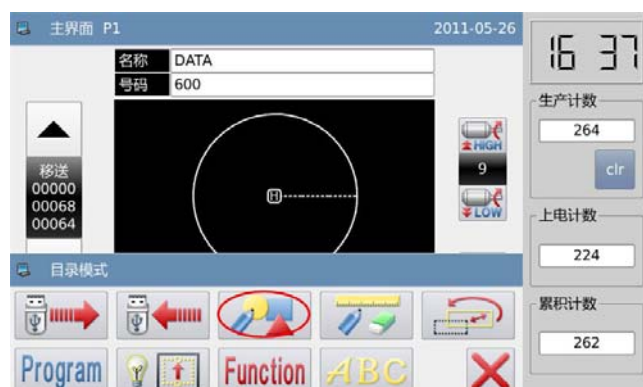 主界面 P1 2011-05-26
名称 DATA
号码 600
16 37
生产计数
264
clr
移送
00000
00068
00064
HIGH
9
LOW
H
上电计数
224
目录模式
累积计数
262
Program
Function
ABC